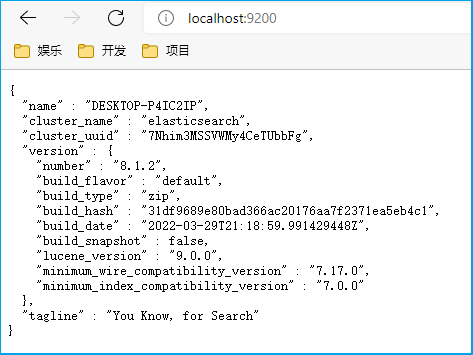 localhost:9200
娱乐 开发 项目
{
  "name" : "DESKTOP-P4IC2IP",
  "cluster_name" : "elasticsearch",
  "cluster_uuid" : "7Nhim3MSSVWMy4CeTUbbFg",
  "version" : {
    "number" : "8.1.2",
    "build_flavor" : "default",
    "build_type" : "zip",
    "build_hash" : "31df9689e80bad366ac20176aa7f2371ea5eb4c1",
    "build_date" : "2022-03-29T21:18:59.991429448Z",
    "build_snapshot" : false,
    "lucene_version" : "9.0.0",
    "minimum_wire_compatibility_version" : "7.17.0",
    "minimum_index_compatibility_version" : "7.0.0"
  },
  "tagline" : "You Know, for Search"
}